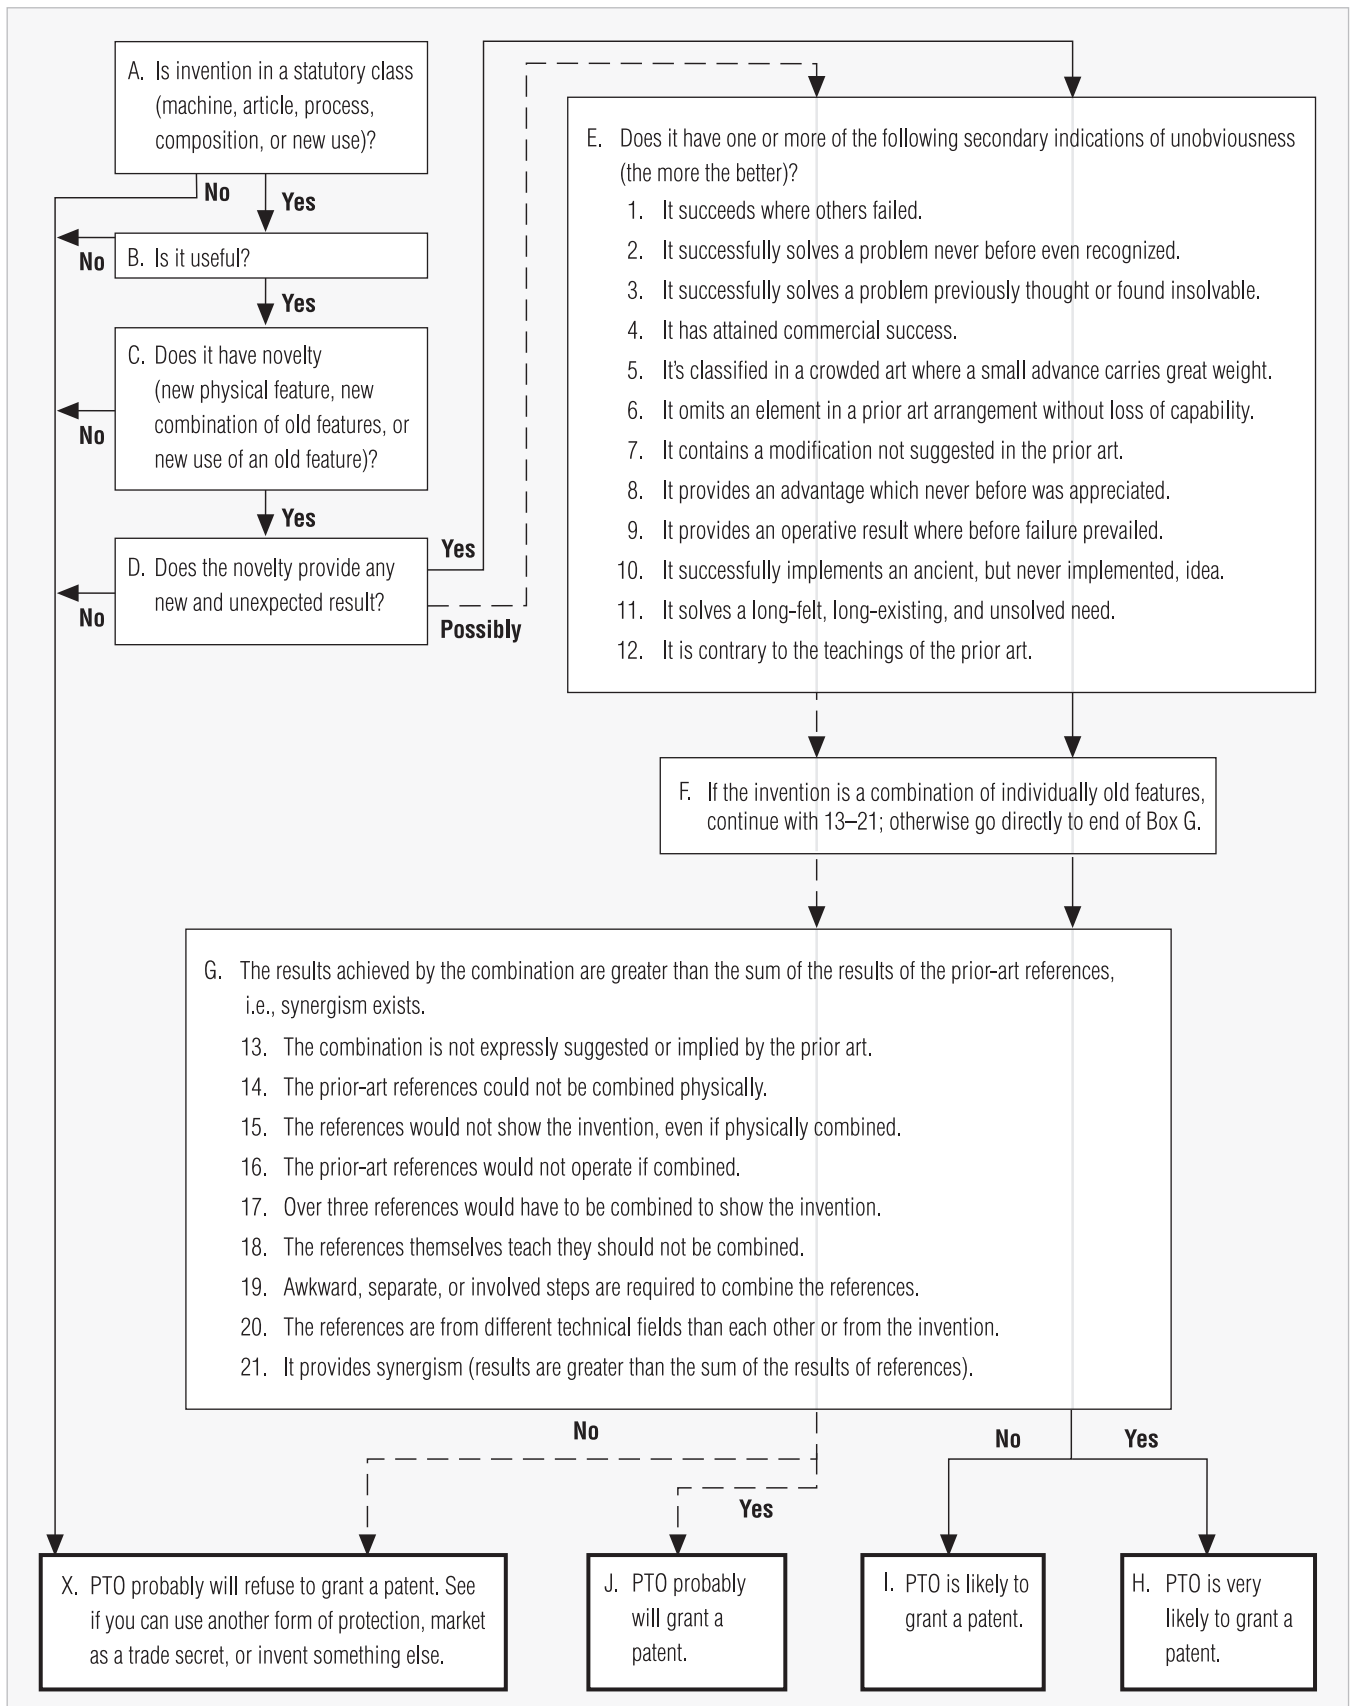 A. Is invention in a statutory class
(machine, article, process,
composition, or new use)?
No
Yes
No
B. Is it useful?
Yes
C. Does it have novelty
(new physical feature, new
combination of old features, or
new use of an old feature)?
No
Yes
D. Does the novelty provide any
new and unexpected result?
No
Yes
Possibly
E. Does it have one or more of the following secondary indications of unobviousness
(the more the better)?
1. It succeeds where others failed.
2. It successfully solves a problem never before even recognized.
3. It successfully solves a problem previously thought or found insolvable.
4. It has attained commercial success.
5. It's classified in a crowded art where a small advance carries great weight.
6. It omits an element in a prior art arrangement without loss of capability.
7. It contains a modification not suggested in the prior art.
8. It provides an advantage which never before was appreciated.
9. It provides an operative result where before failure prevailed.
10. It successfully implements an ancient, but never implemented, idea.
11. It solves a long-felt, long-existing, and unsolved need.
12. It is contrary to the teachings of the prior art.
F. If the invention is a combination of individually old features,
continue with 13–21; otherwise go directly to end of Box G.
G. The results achieved by the combination are greater than the sum of the results of the prior-art references,
i.e., synergism exists.
13. The combination is not expressly suggested or implied by the prior art.
14. The prior-art references could not be combined physically.
15. The references would not show the invention, even if physically combined.
16. The prior-art references would not operate if combined.
17. Over three references would have to be combined to show the invention.
18. The references themselves teach they should not be combined.
19. Awkward, separate, or involved steps are required to combine the references.
20. The references are from different technical fields than each other or from the invention.
21. It provides synergism (results are greater than the sum of the results of references).
No
Yes
No
Yes
X. PTO probably will refuse to grant a patent. See
if you can use another form of protection, market
as a trade secret, or invent something else.
J. PTO probably
will grant a
patent.
I. PTO is likely to
grant a patent.
H. PTO is very
likely to grant a
patent.